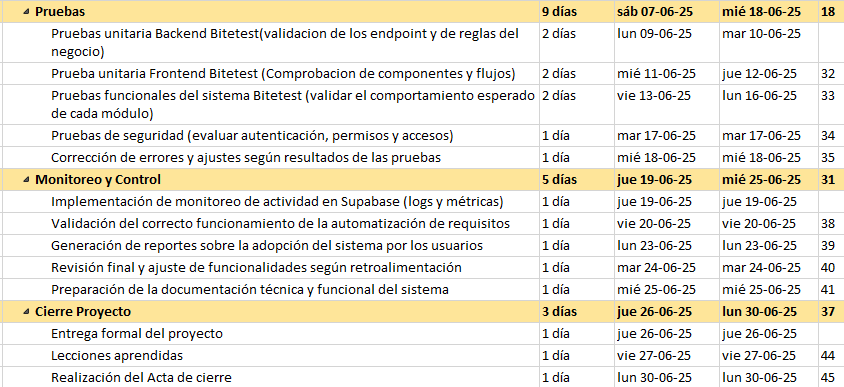 Pruebas 9 días sáb 07-06-25 mié 18-06-25 18
Pruebas unitaria Backend Bitetest(validacion de los endpoint y de reglas del 2 días lun 09-06-25 mar 10-06-25
negocio)
Prueba unitaria Frontend Bitetest (Comprobacion de componentes y flujos) 2 días mié 11-06-25 jue 12-06-25 32
Pruebas funcionales del sistema Bitetest (validar el comportamiento esperado 2 días vie 13-06-25 lun 16-06-25 33
de cada módulo)
Pruebas de seguridad (evaluar autenticación, permisos y accesos) 1 día mar 17-06-25 mar 17-06-25 34
Corrección de errores y ajustes según resultados de las pruebas 1 día mié 18-06-25 mié 18-06-25 35
Monitoreo y Control 5 días jue 19-06-25 mié 25-06-25 31
Implementación de monitoreo de actividad en Supabase (logs y métricas) 1 día jue 19-06-25 jue 19-06-25
Validación del correcto funcionamiento de la automatización de requisitos 1 día vie 20-06-25 vie 20-06-25 38
Generación de reportes sobre la adopción del sistema por los usuarios 1 día lun 23-06-25 lun 23-06-25 39
Revisión final y ajuste de funcionalidades según retroalimentación 1 día mar 24-06-25 mar 24-06-25 40
Preparación de la documentación técnica y funcional del sistema 1 día mié 25-06-25 mié 25-06-25 41
Cierre Proyecto 3 días jue 26-06-25 lun 30-06-25 37
Entrega formal del proyecto 1 día jue 26-06-25 jue 26-06-25
Lecciones aprendidas 1 día vie 27-06-25 vie 27-06-25 44
Realización del Acta de cierre 1 día lun 30-06-25 lun 30-06-25 45